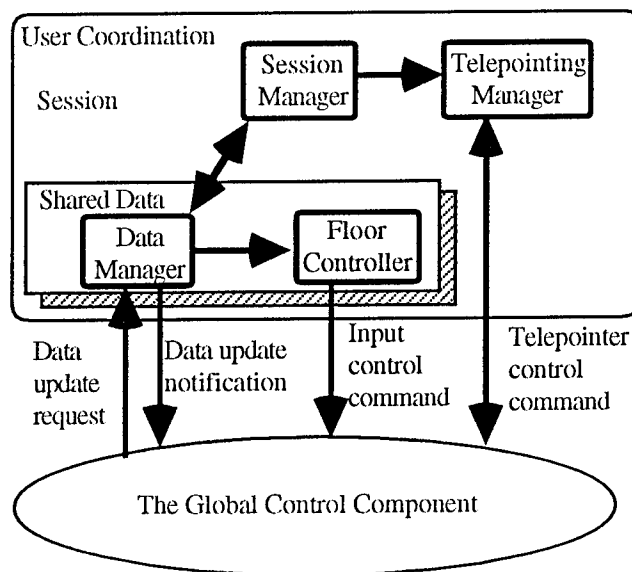 User Coordination
Session
Session
Manager
Telepointing
Manager
Shared Data
Data
Manager
Floor
Controller
Data
update
request
Data update
notification
Input
control
command
Telepointer
control
command
The Global Control Component